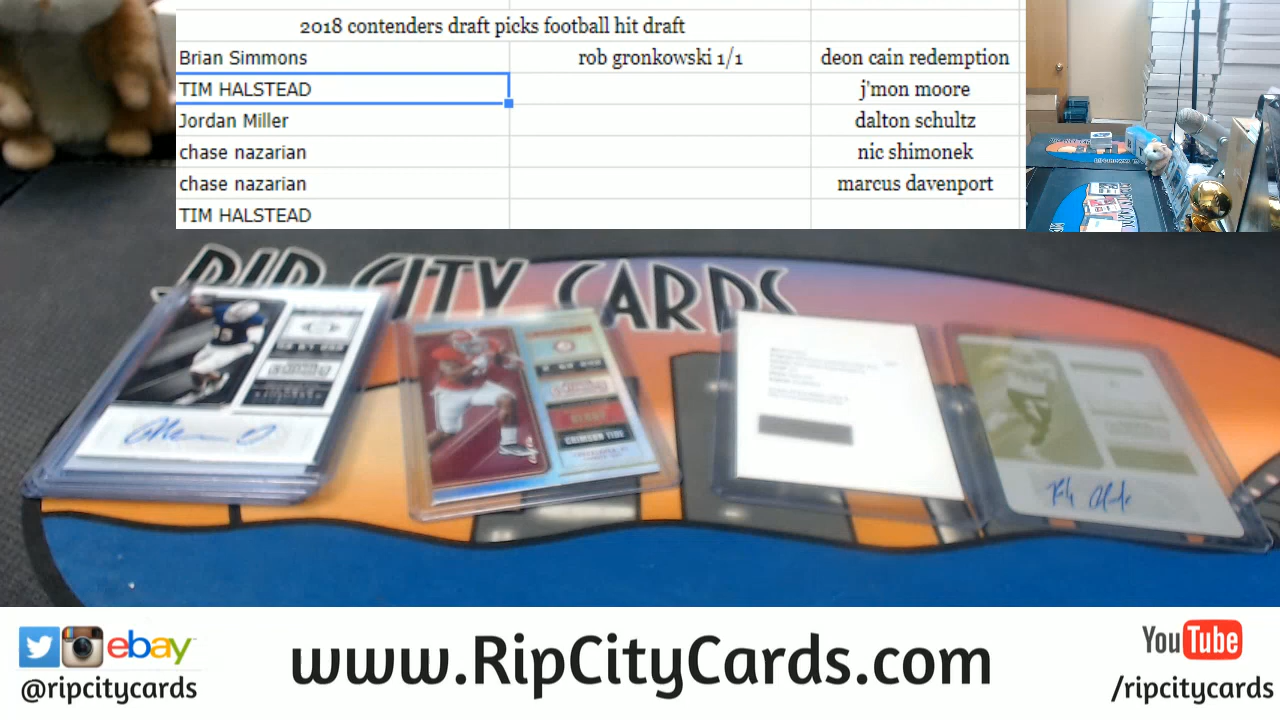 2018 contenders draft picks football hit draft
Brian Simmons rob gronkowski 1/1 deon cain redemption
TIM HALSTEAD j'mon moore
Jordan Miller dalton schultz
chase nazarian nic shimonek
chase nazarian marcus davenport
TIM HALSTEAD
RIP CITY CARDS
CRIMSON TIDE
ebay
www.RipCityCards.com
YouTube
@ripcitycards
/ripcitycards